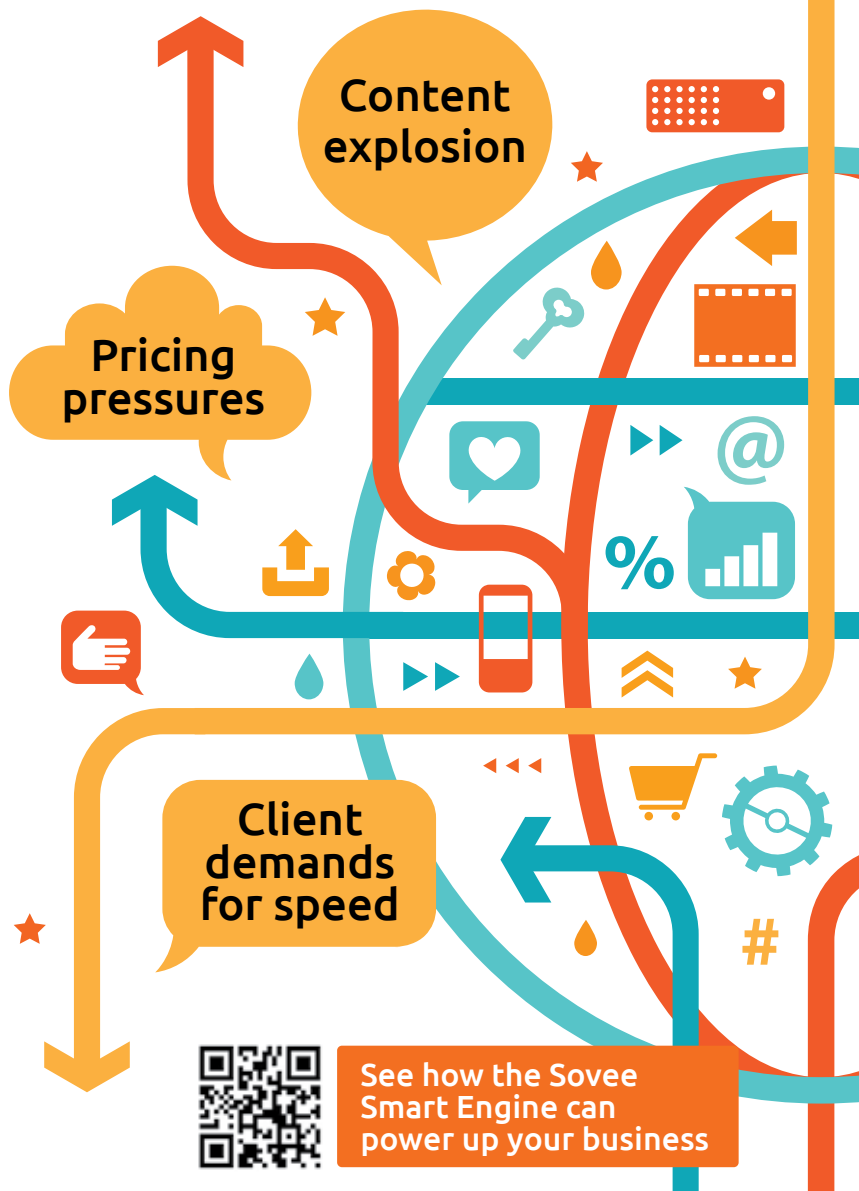 Content
explosion
Pricing
pressures
@
%
Client
demands
for speed
#
See how the Sovee
Smart Engine can
power up your business